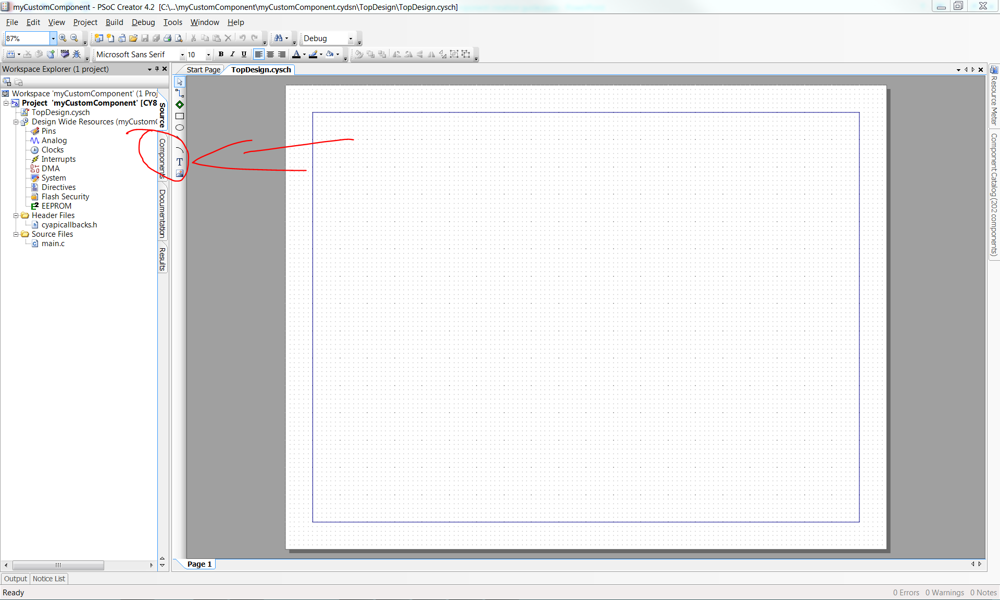 myCustomComponent - PSoC Creator 4.2 [C:\...\myCustomComponent\myCustomComponent.cydsn\TopDesign\TopDesign.cysch]
File Edit View Project Build Debug Tools Window Help
87% Debug
Microsoft Sans Serif 10 B I U A
Workspace Explorer (1 project)
Start Page TopDesign.cysch
Workspace 'myCustomComponent' (1 Proj
Project 'myCustomComponent' [CY8
TopDesign.cysch
Design Wide Resources (myCustomC
Pins
Analog
Clocks
Interrupts
DMA
System
Directives
Flash Security
EEPROM
Header Files
cyapicallbacks.h
Source Files
main.c
Source
Components
Documentation
Results
T
Resource Meter
Component Catalog (202 components)
Page 1
Output Notice List
Ready
0 Errors 0 Warnings 0 Notes